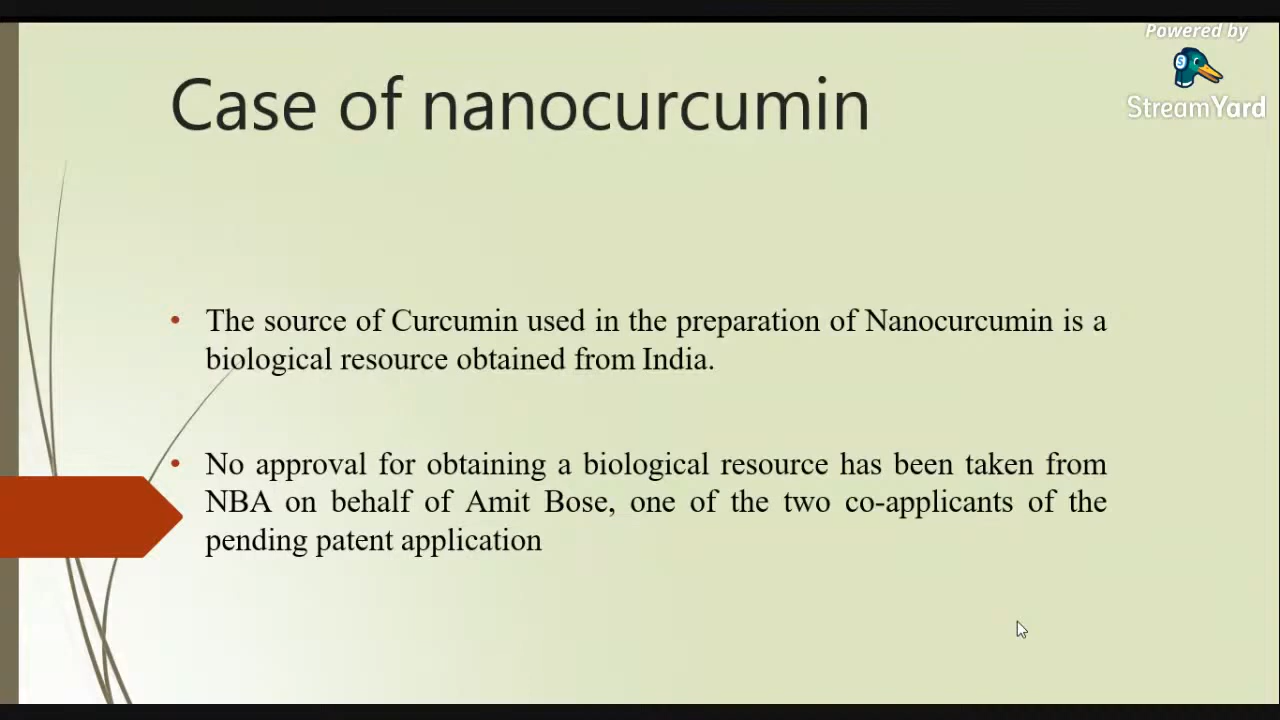 Powered by
StreamYard
Case of nanocurcumin
• The source of Curcumin used in the preparation of Nanocurcumin is a
biological resource obtained from India.
• No approval for obtaining a biological resource has been taken from
NBA on behalf of Amit Bose, one of the two co-applicants of the
pending patent application